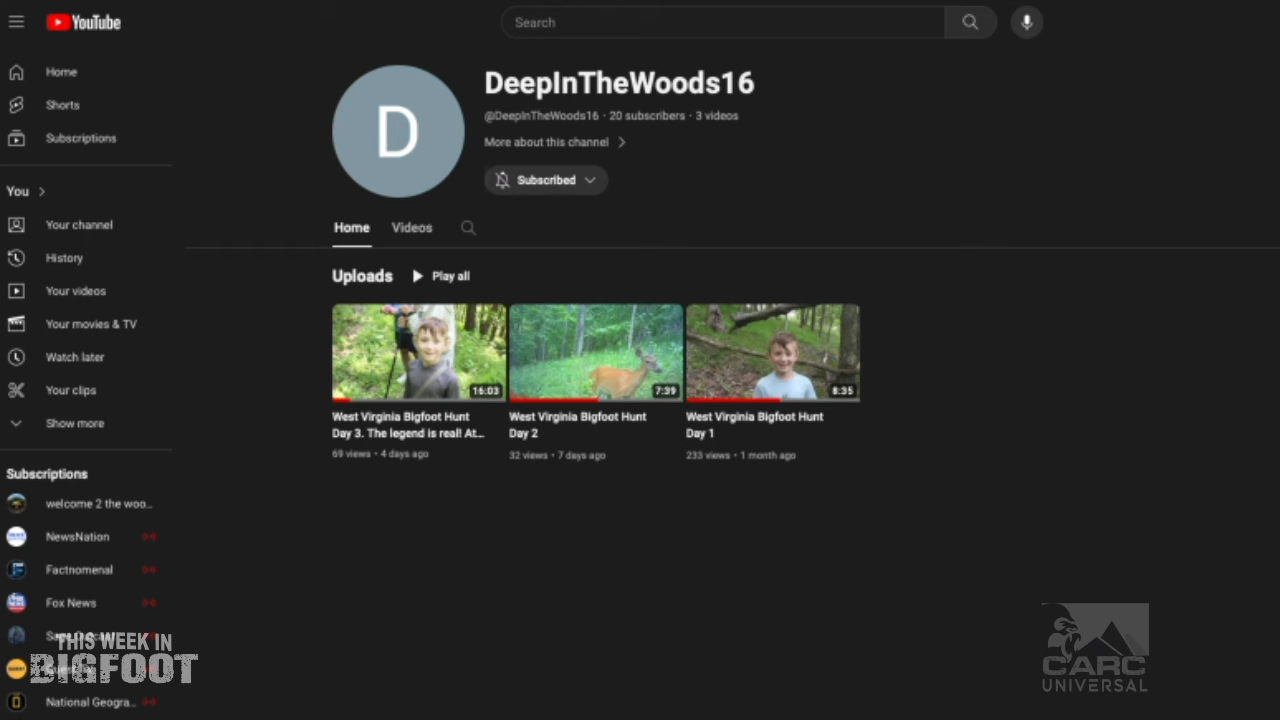 YouTube
Search
Home
Shorts
Subscriptions
You
Your channel
History
Your videos
Your movies & TV
Watch later
Your clips
Show more
Subscriptions
welcome 2 the woo...
NewsNation
Factnomenal
Fox News
National Geogra...
D
DeepInTheWoods16
@DeepInTheWoods16 · 20 subscribers · 3 videos
More about this channel
Subscribed
Home Videos
Uploads Play all
16:03
West Virginia Bigfoot Hunt
Day 3. The legend is real! At...
69 views · 4 days ago
7:39
West Virginia Bigfoot Hunt
Day 2
32 views · 7 days ago
8:35
West Virginia Bigfoot Hunt
Day 1
233 views · 1 month ago
THIS WEEK IN
BIGFOOT
CARC
UNIVERSAL